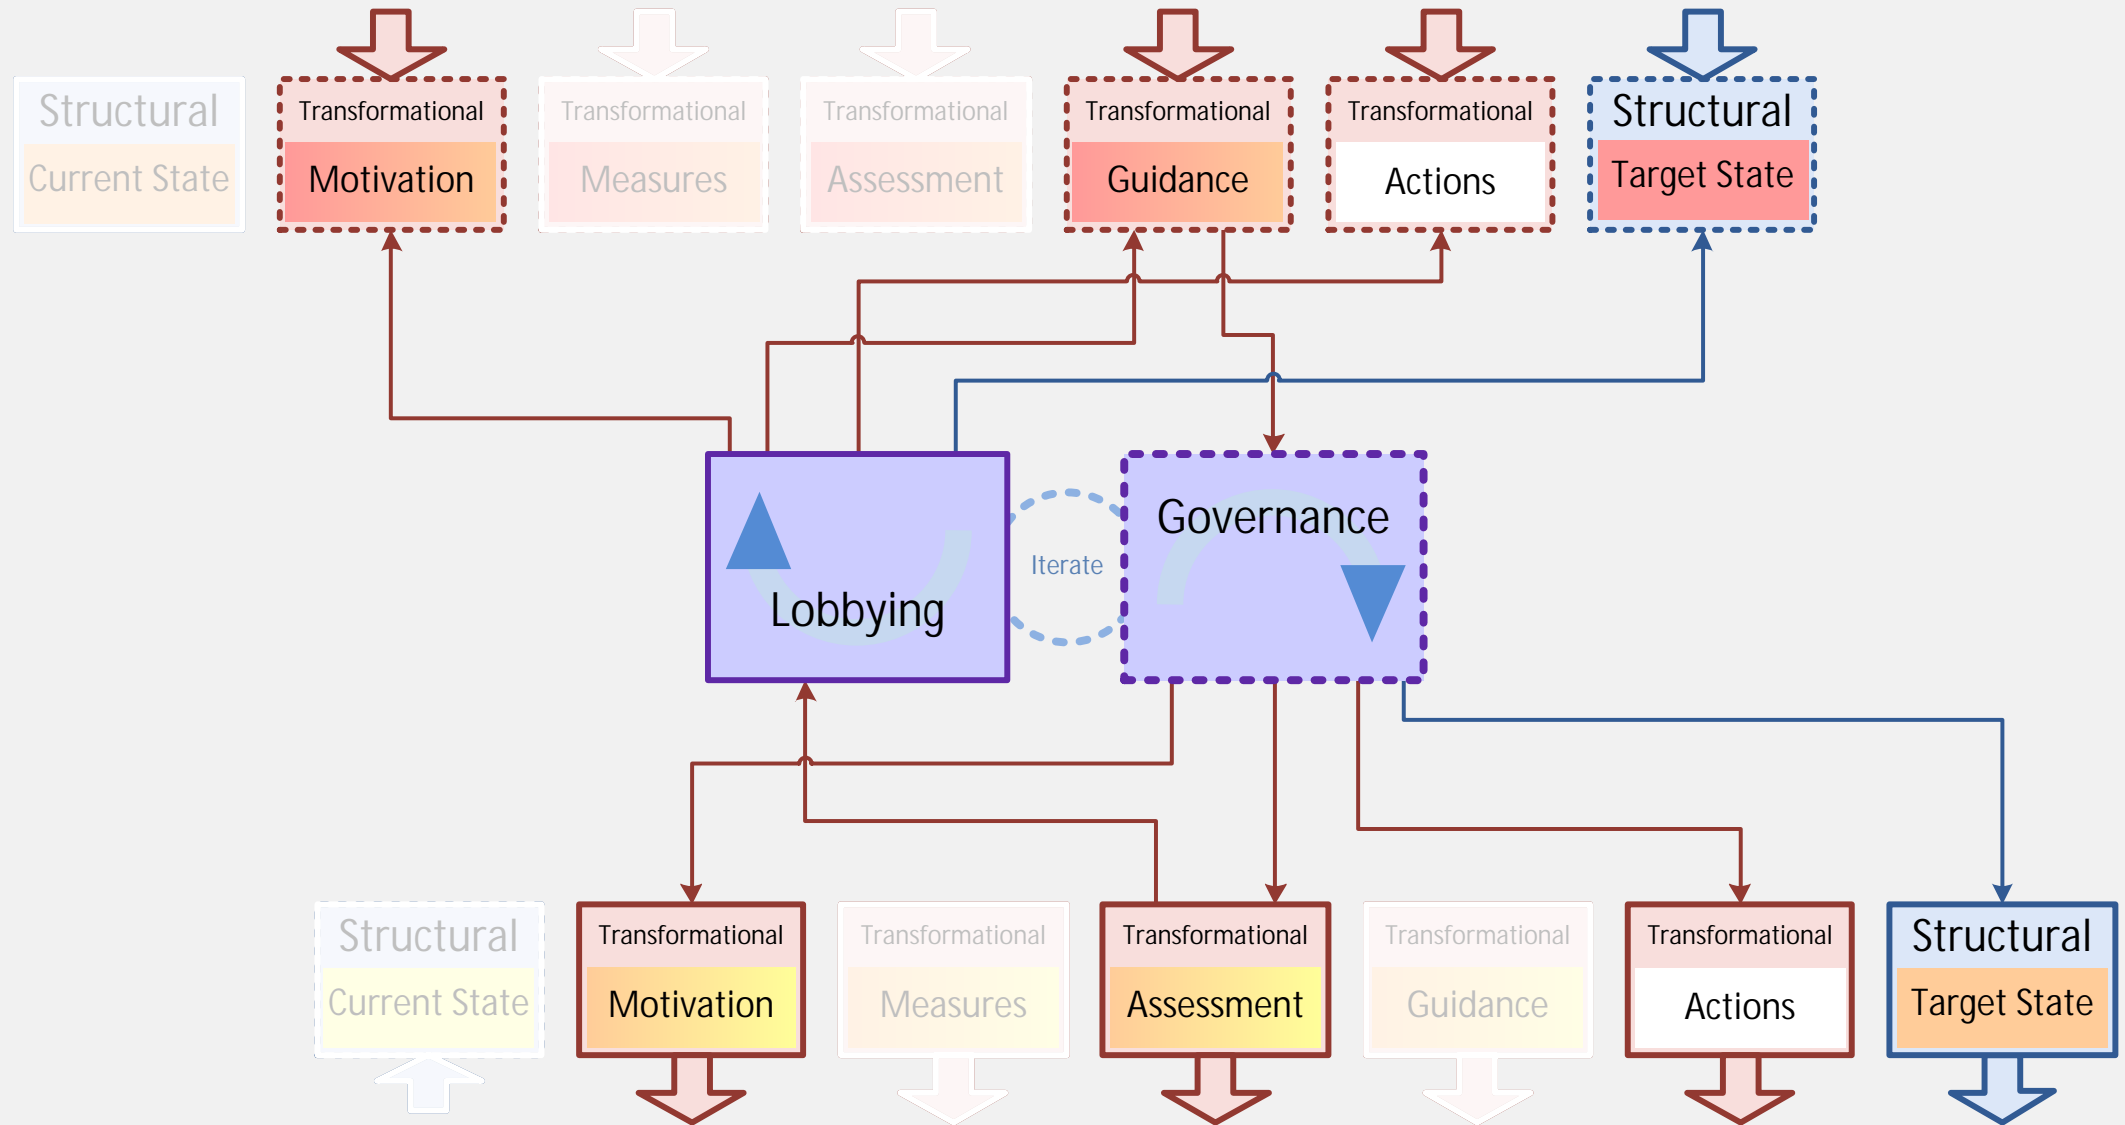 Structural
Current State
Transformational
Motivation
Transformational
Measures
Transformational
Assessment
Transformational
Guidance
Transformational
Actions
Structural
Target State
Lobbying
Iterate
Governance
Structural
Current State
Transformational
Motivation
Transformational
Measures
Transformational
Assessment
Transformational
Guidance
Transformational
Actions
Structural
Target State